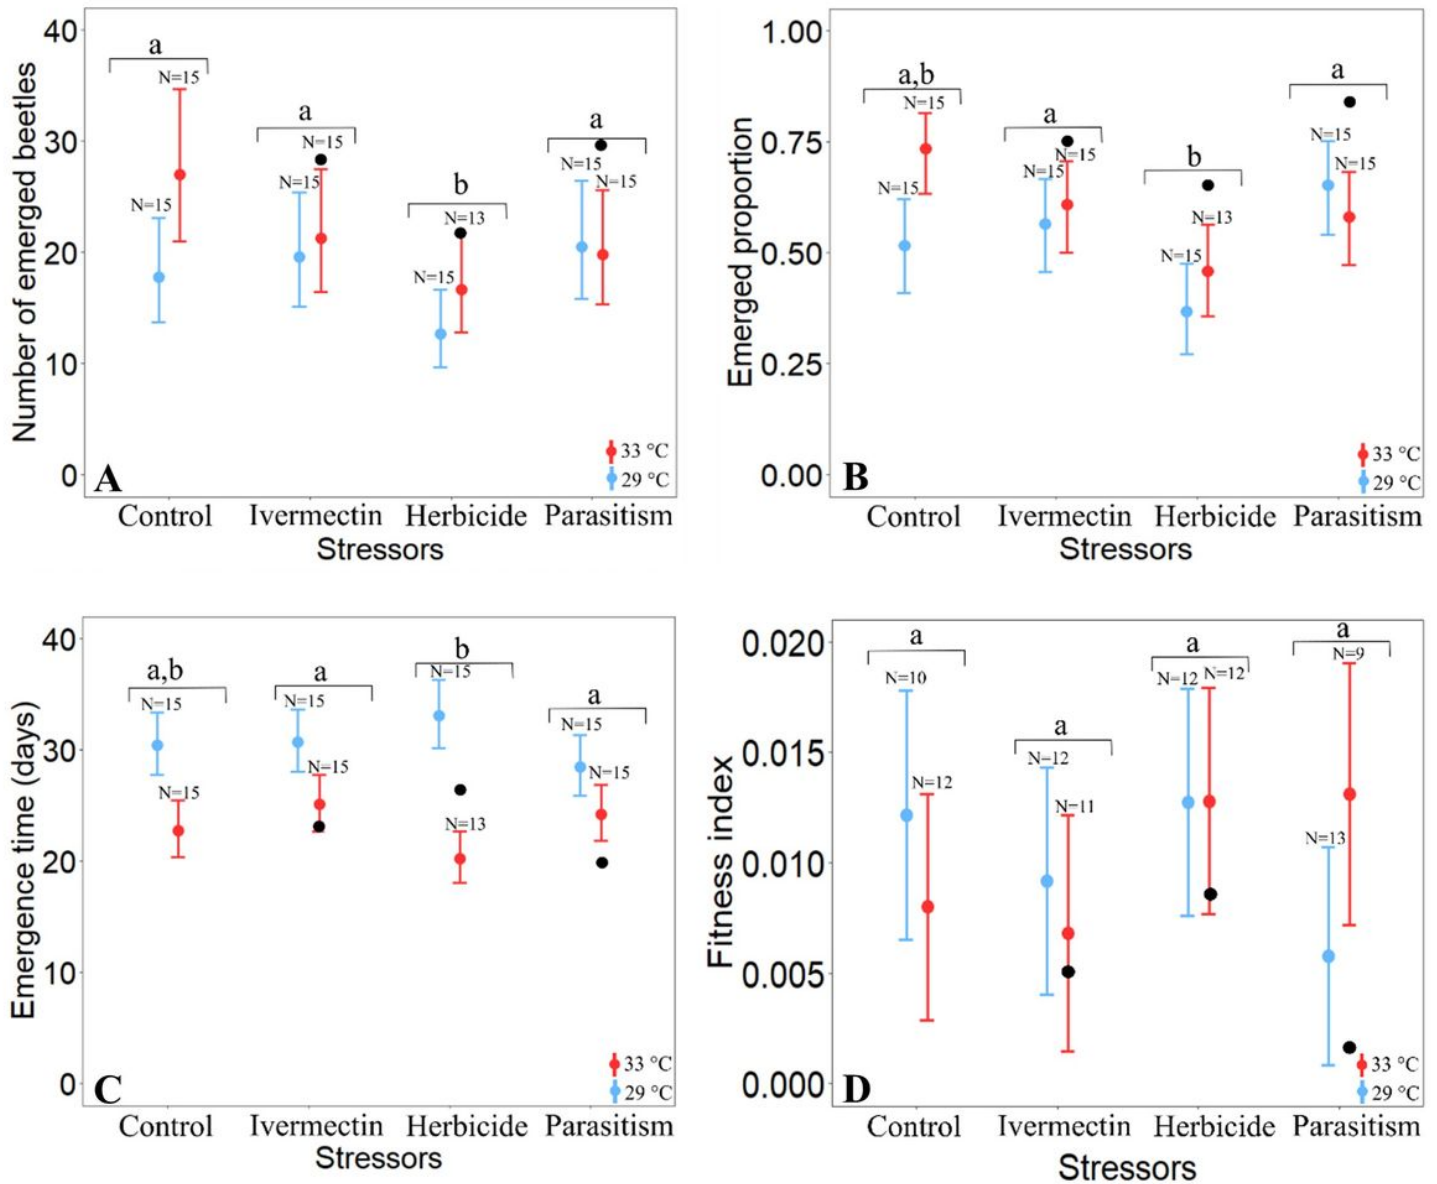 40
30
20
10
0
Number of emerged beetles
a
N=15
N=15
a
N=15
N=15
b
N=13
N=15
a
N=15
N=15
33 °C
29 °C
A
Control Ivermectin Herbicide Parasitism
Stressors
1.00
0.75
0.50
0.25
0.00
Emerged proportion
a,b
N=15
N=15
a
N=15
N=15
b
N=13
N=15
a
N=15
N=15
33 °C
29 °C
B
Control Ivermectin Herbicide Parasitism
Stressors
40
30
20
10
0
Emergence time (days)
a,b
N=15
N=15
a
N=15
N=15
b
N=15
N=13
a
N=15
N=15
33 °C
29 °C
C
Control Ivermectin Herbicide Parasitism
Stressors
0.020
0.015
0.010
0.005
0.000
Fitness index
a
N=10
N=12
a
N=12
N=11
a
N=12 N=12
a
N=9
N=13
33 °C
29 °C
D
Control Ivermectin Herbicide Parasitism
Stressors